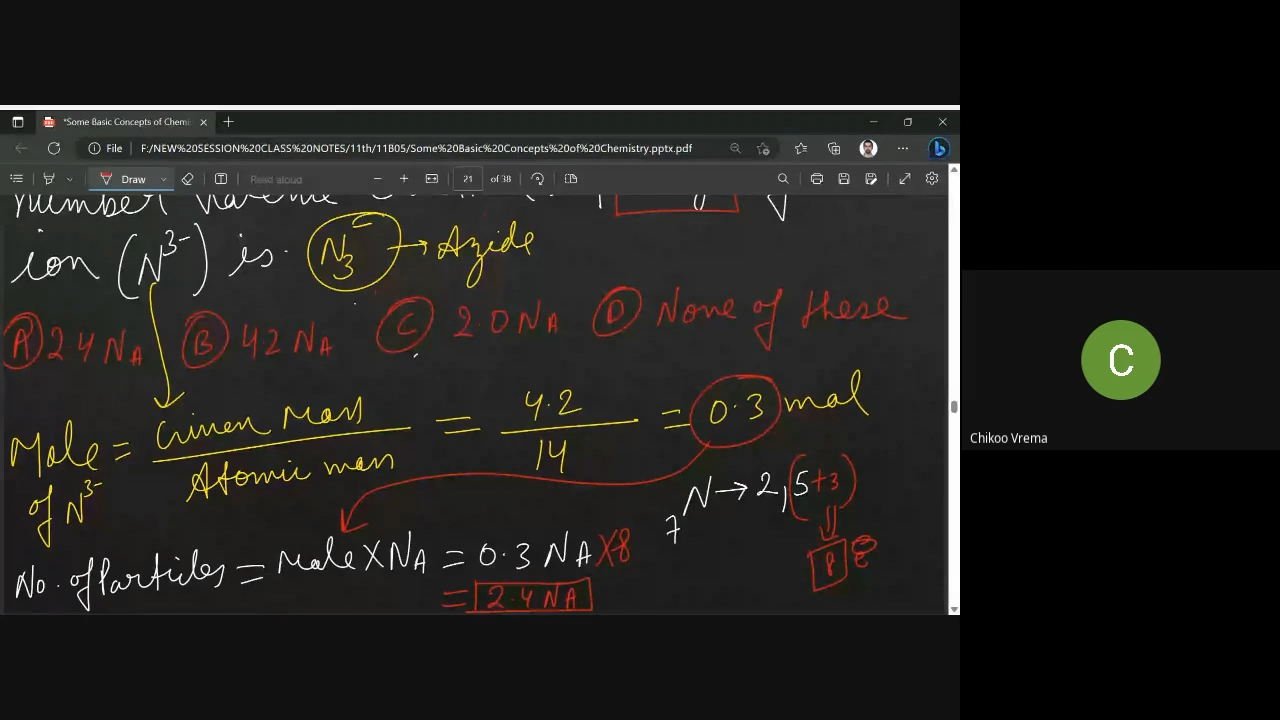 *Some Basic Concepts of Chemi
File F:/NEW%20SESSION%20CLASS%20NOTES/11th/11B05/Some%20Basic%20Concepts%20of%20Chemistry.pptx.pdf
Draw Read aloud 21 of 38
number
ion (N³⁻) is. N₃⁻ → Azide
(A) 2.4 NA (B) 4.2 NA (C) 2.0 NA (D) None of these
Mole of N³⁻ = Given Mass / Atomic mass = 4.2 / 14 = 0.3 mol
₇N → 2, 5 +3
8 e⊖
No. of Particles = Mole X NA = 0.3 NA X 8
= 2.4 NA
C
Chikoo Vrema